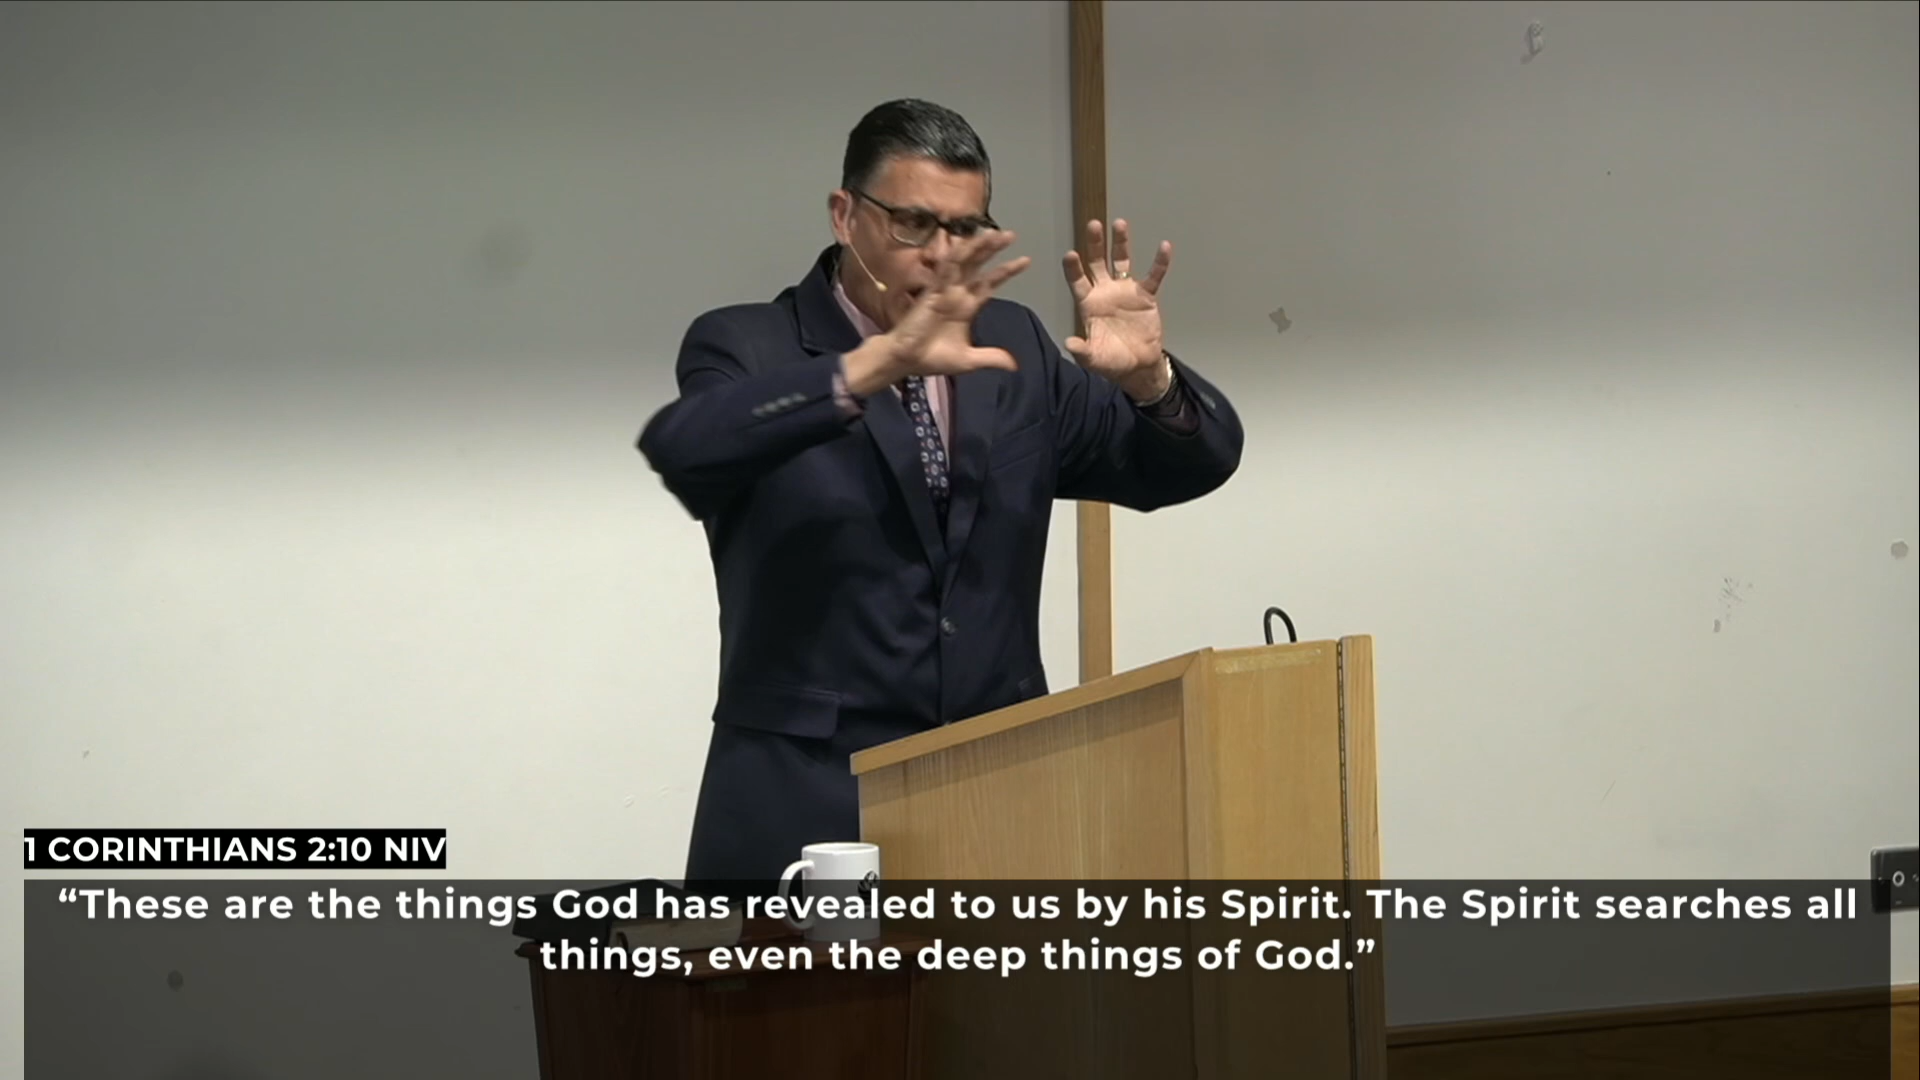 1 CORINTHIANS 2:10 NIV
“These are the things God has revealed to us by his Spirit. The Spirit searches all
things, even the deep things of God.”